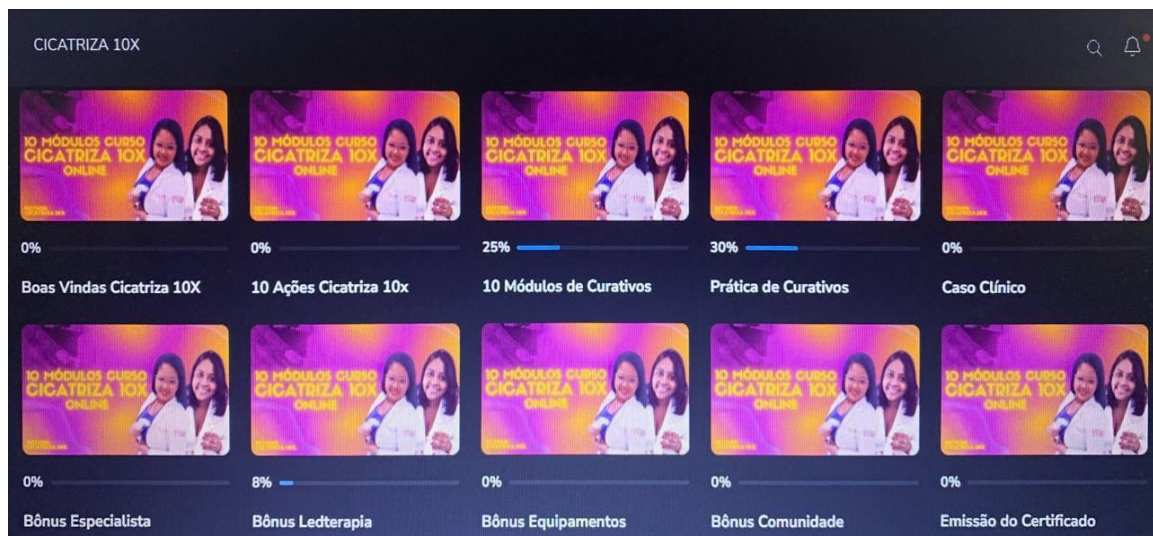 CICATRIZA 10X
10 MÓDULOS CURSO
CICATRIZA 10X
ONLINE
10 MÓDULOS CURSO
CICATRIZA 10X
ONLINE
10 MÓDULOS CURSO
CICATRIZA 10X
ONLINE
10 MÓDULOS CURSO
CICATRIZA 10X
ONLINE
10 MÓDULOS CURSO
CICATRIZA 10X
ONLINE
0%
0%
25%
30%
0%
Boas Vindas Cicatriza 10X
10 Ações Cicatriza 10x
10 Módulos de Curativos
Prática de Curativos
Caso Clínico
10 MÓDULOS CURSO
CICATRIZA 10X
ONLINE
10 MÓDULOS CURSO
CICATRIZA 10X
ONLINE
10 MÓDULOS CURSO
CICATRIZA 10X
ONLINE
10 MÓDULOS CURSO
CICATRIZA 10X
ONLINE
10 MÓDULOS CURSO
CICATRIZA 10X
ONLINE
0%
8%
0%
0%
0%
Bônus Especialista
Bônus Ledterapia
Bônus Equipamentos
Bônus Comunidade
Emissão do Certificado